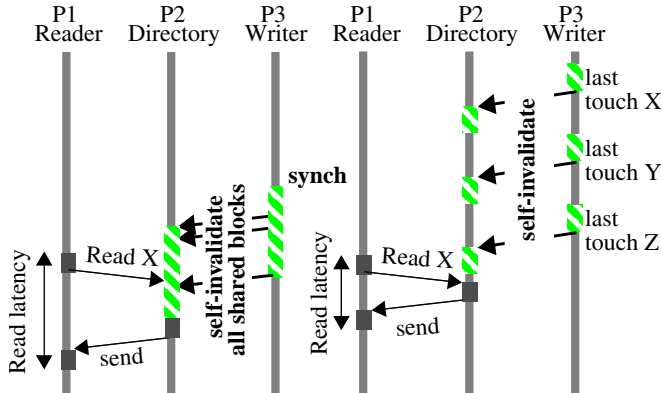 P1 P2 P3 P1 P2 P3
Reader Directory Writer Reader Directory Writer
last
touch X
last
touch Y
last
touch Z
synch
self-invalidate
all shared blocks
self-invalidate
Read X
Read latency
send
Read X
Read latency
send